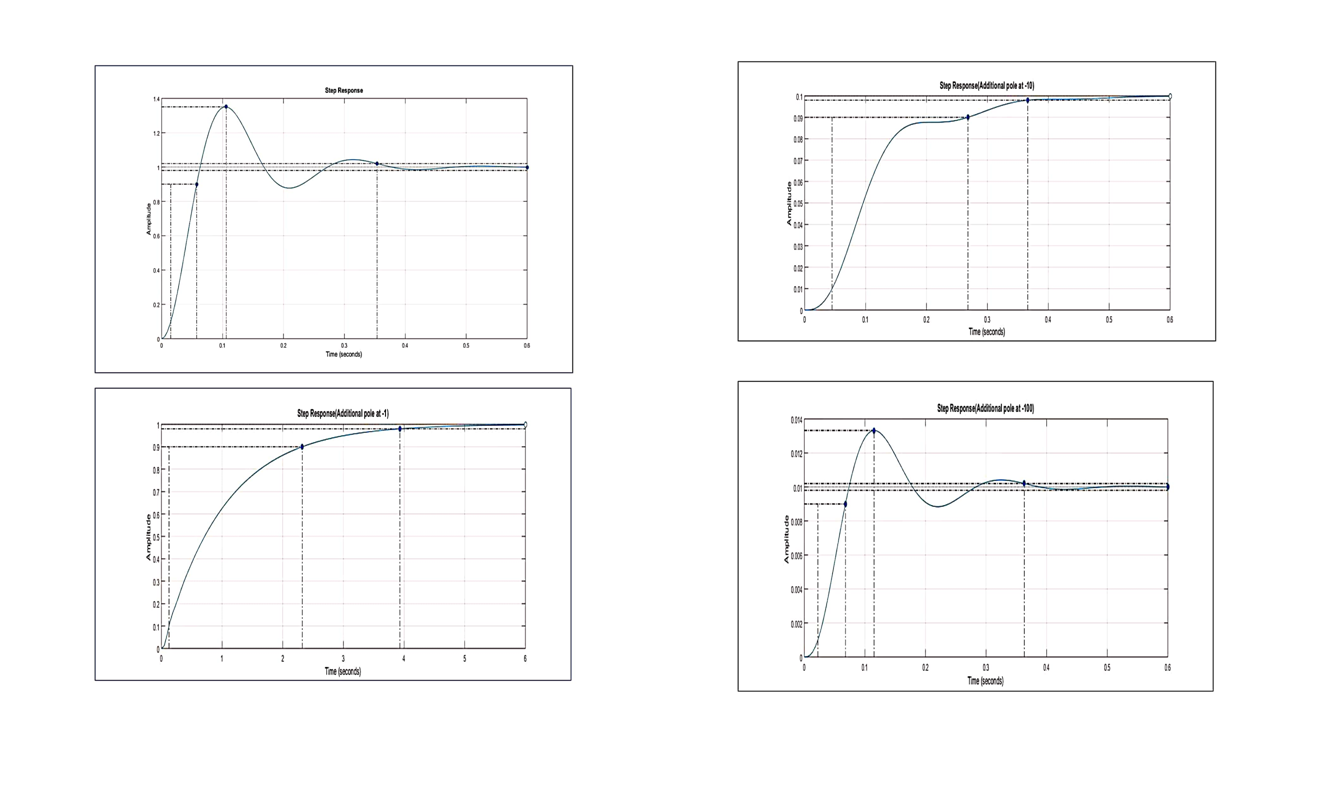 Step Response
1.4
1.2
1
0.8
0.6
0.4
0.2
0
Amplitude
0 0.1 0.2 0.3 0.4 0.5 0.6
Time (seconds)
Step Response(Additional pole at -10)
0.1
0.09
0.08
0.07
0.06
0.05
0.04
0.03
0.02
0.01
0
Amplitude
0 0.1 0.2 0.3 0.4 0.5 0.6
Time (seconds)
Step Response(Additional pole at -1)
1
0.9
0.8
0.7
0.6
0.5
0.4
0.3
0.2
0.1
0
Amplitude
0 1 2 3 4 5 6
Time (seconds)
Step Response(Additional pole at -100)
0.014
0.012
0.01
0.008
0.006
0.004
0.002
0
Amplitude
0 0.1 0.2 0.3 0.4 0.5 0.6
Time (seconds)